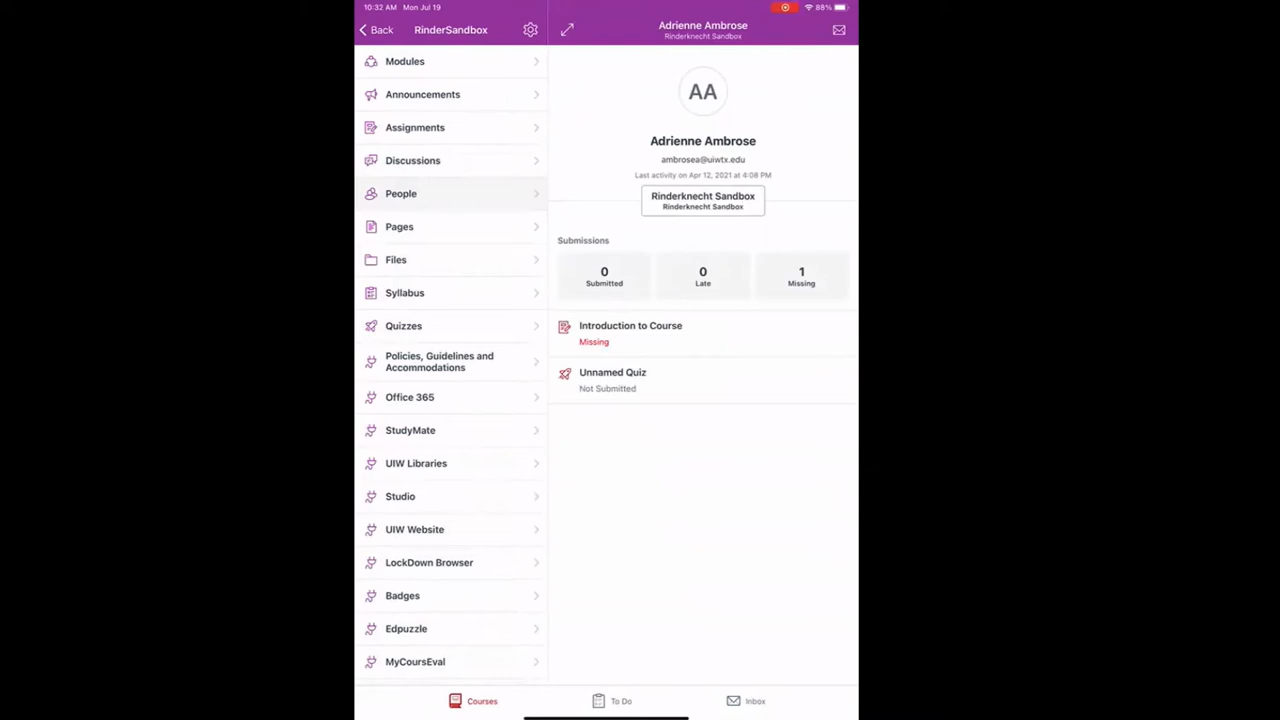 10:32 AM Mon Jul 19
88%
Back
RinderSandbox
Adrienne Ambrose
Rinderknecht Sandbox
Modules
Announcements
Assignments
Discussions
People
Pages
Files
Syllabus
Quizzes
Policies, Guidelines and
Accommodations
Office 365
StudyMate
UIW Libraries
Studio
UIW Website
LockDown Browser
Badges
Edpuzzle
MyCoursEval
AA
Adrienne Ambrose
ambrosea@uiwtx.edu
Last activity on Apr 12, 2021 at 4:08 PM
Rinderknecht Sandbox
Rinderknecht Sandbox
Submissions
0 0 1
Submitted Late Missing
Introduction to Course
Missing
Unnamed Quiz
Not Submitted
Courses To Do Inbox